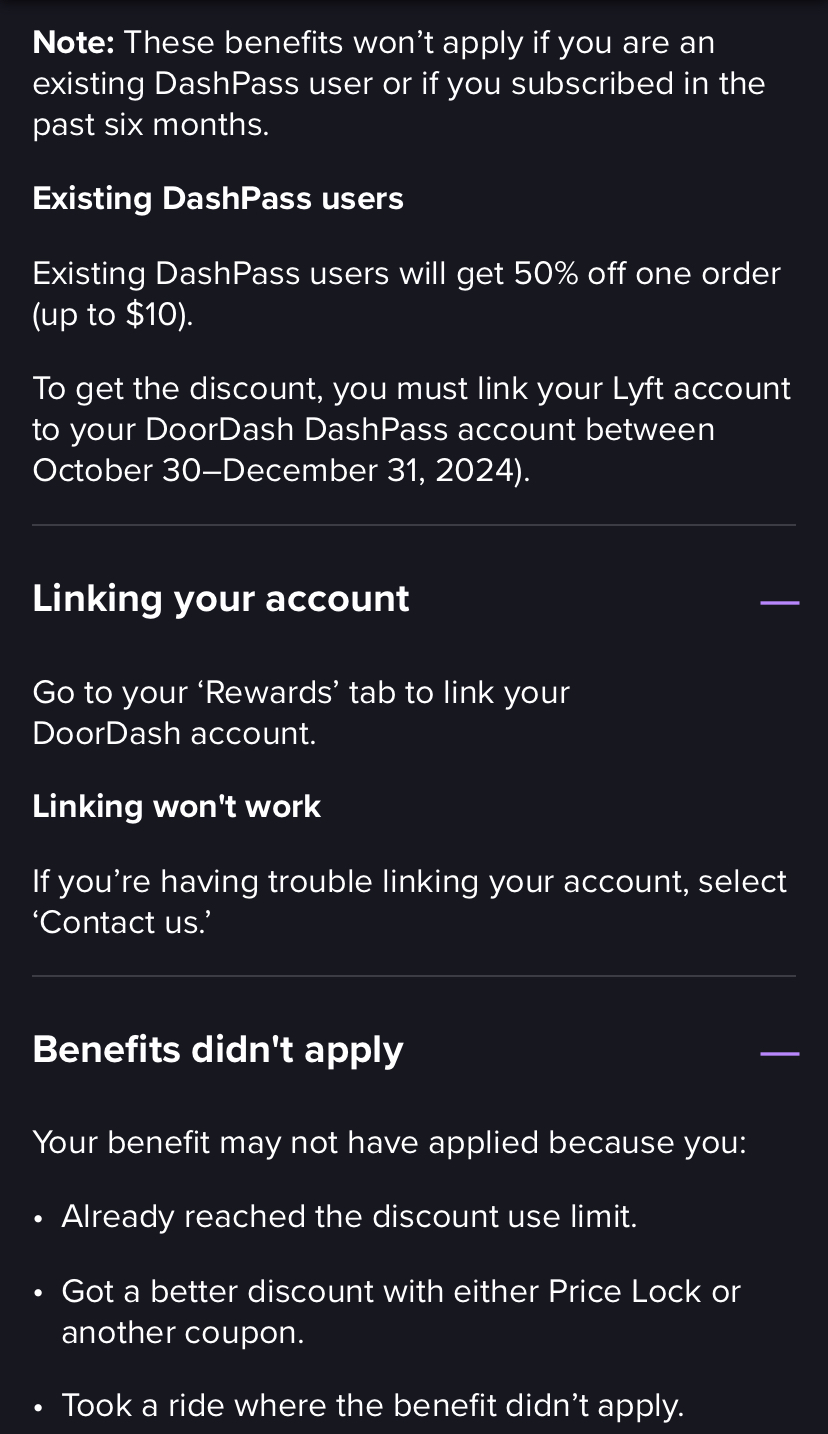 Note: These benefits won’t apply if you are an
existing DashPass user or if you subscribed in the
past six months.
Existing DashPass users
Existing DashPass users will get 50% off one order
(up to $10).
To get the discount, you must link your Lyft account
to your DoorDash DashPass account between
October 30–December 31, 2024).
Linking your account
Go to your ‘Rewards’ tab to link your
DoorDash account.
Linking won't work
If you’re having trouble linking your account, select
‘Contact us.’
Benefits didn't apply
Your benefit may not have applied because you:
• Already reached the discount use limit.
• Got a better discount with either Price Lock or
another coupon.
• Took a ride where the benefit didn’t apply.